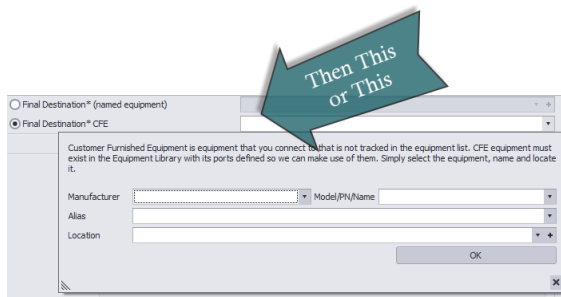 Then This
or This
Final Destination* (named equipment)
Final Destination* CFE
Customer Furnished Equipment is equipment that you connect to that is not tracked in the equipment list. CFE equipment must
exist in the Equipment Library with its ports defined so we can make use of them. Simply select the equipment, name and locate
it.
Manufacturer Model/PN/Name
Alias
Location
OK